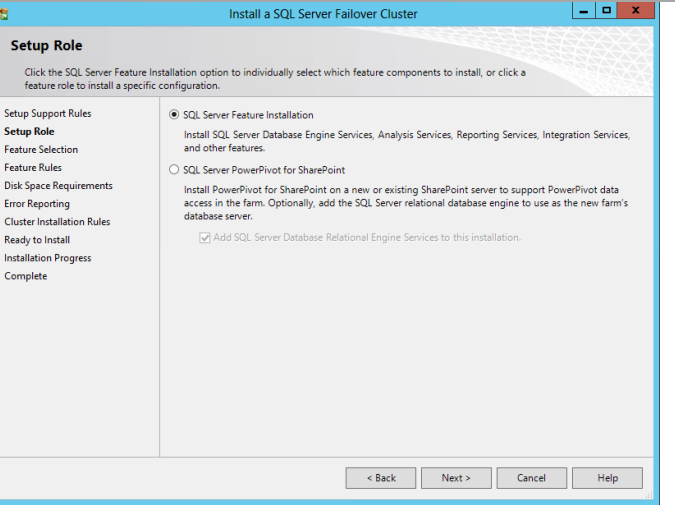 Install a SQL Server Failover Cluster
Setup Role
Click the SQL Server Feature Installation option to individually select which feature components to install, or click a
feature role to install a specific configuration.
Setup Support Rules
Setup Role
Feature Selection
Feature Rules
Disk Space Requirements
Error Reporting
Cluster Installation Rules
Ready to Install
Installation Progress
Complete
SQL Server Feature Installation
Install SQL Server Database Engine Services, Analysis Services, Reporting Services, Integration Services,
and other features.
SQL Server PowerPivot for SharePoint
Install PowerPivot for SharePoint on a new or existing SharePoint server to support PowerPivot data
access in the farm. Optionally, add the SQL Server relational database engine to use as the new farm's
database server.
Add SQL Server Database Relational Engine Services to this installation.
< Back
Next >
Cancel
Help